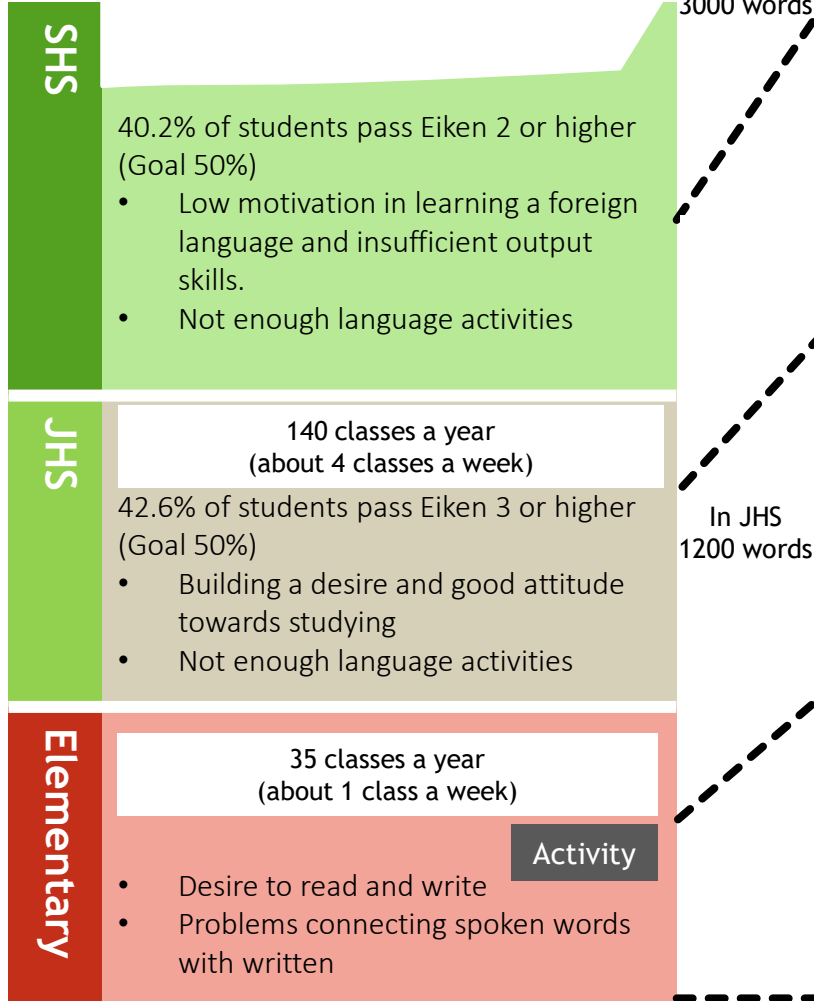 3000 words
SHS
40.2% of students pass Eiken 2 or higher
(Goal 50%)
• Low motivation in learning a foreign
language and insufficient output
skills.
• Not enough language activities
JHS
140 classes a year
(about 4 classes a week)
42.6% of students pass Eiken 3 or higher
(Goal 50%)
• Building a desire and good attitude
towards studying
• Not enough language activities
In JHS
1200 words
Elementary
35 classes a year
(about 1 class a week)
Activity
• Desire to read and write
• Problems connecting spoken words
with written